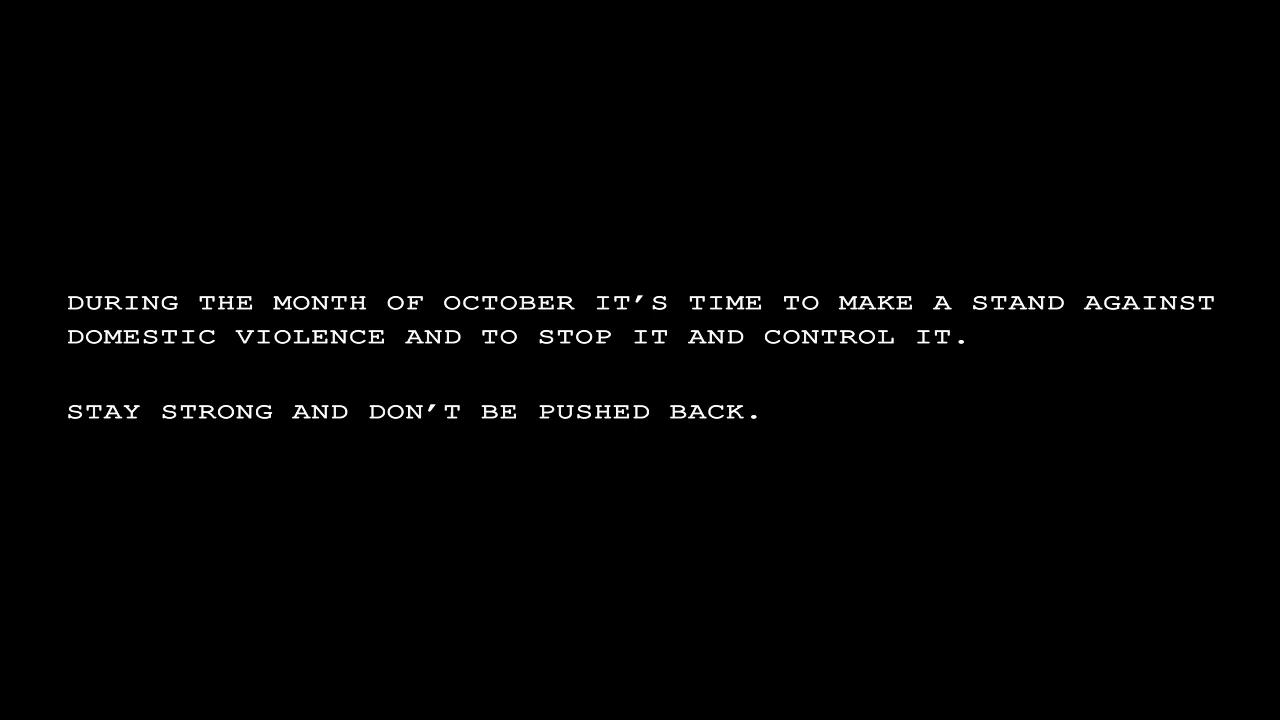 DURING THE MONTH OF OCTOBER IT’S TIME TO MAKE A STAND AGAINST
DOMESTIC VIOLENCE AND TO STOP IT AND CONTROL IT.
STAY STRONG AND DON’T BE PUSHED BACK.